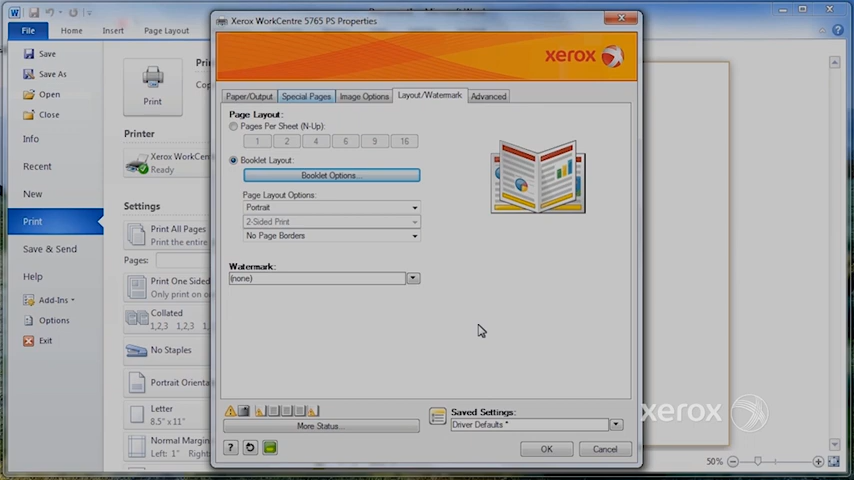 Xerox WorkCentre 5765 PS Properties
W
File
Home
Insert
Page Layout
xerox
Save
Save As
Open
Close
Info
Recent
New
Print
Save & Send
Help
Add-Ins
Options
Exit
Print
Printer
Xerox WorkCent
Ready
Settings
Print All Pages
Print the entire
Pages:
Print One Sided
Only print on o
Collated
1,2,3 1,2,3
No Staples
Portrait Orienta
Letter
8.5" x 11"
Normal Margin
Left: 1"
Paper/Output
Special Pages
Image Options
Layout/Watermark
Advanced
Page Layout:
Pages Per Sheet (N-Up):
1 2 4 6 9 16
Booklet Layout:
Booklet Options...
Page Layout Options:
Portrait
2-Sided Print
No Page Borders
Watermark:
(none)
More Status...
Saved Settings:
Driver Defaults *
?
OK
Cancel
xerox
50%